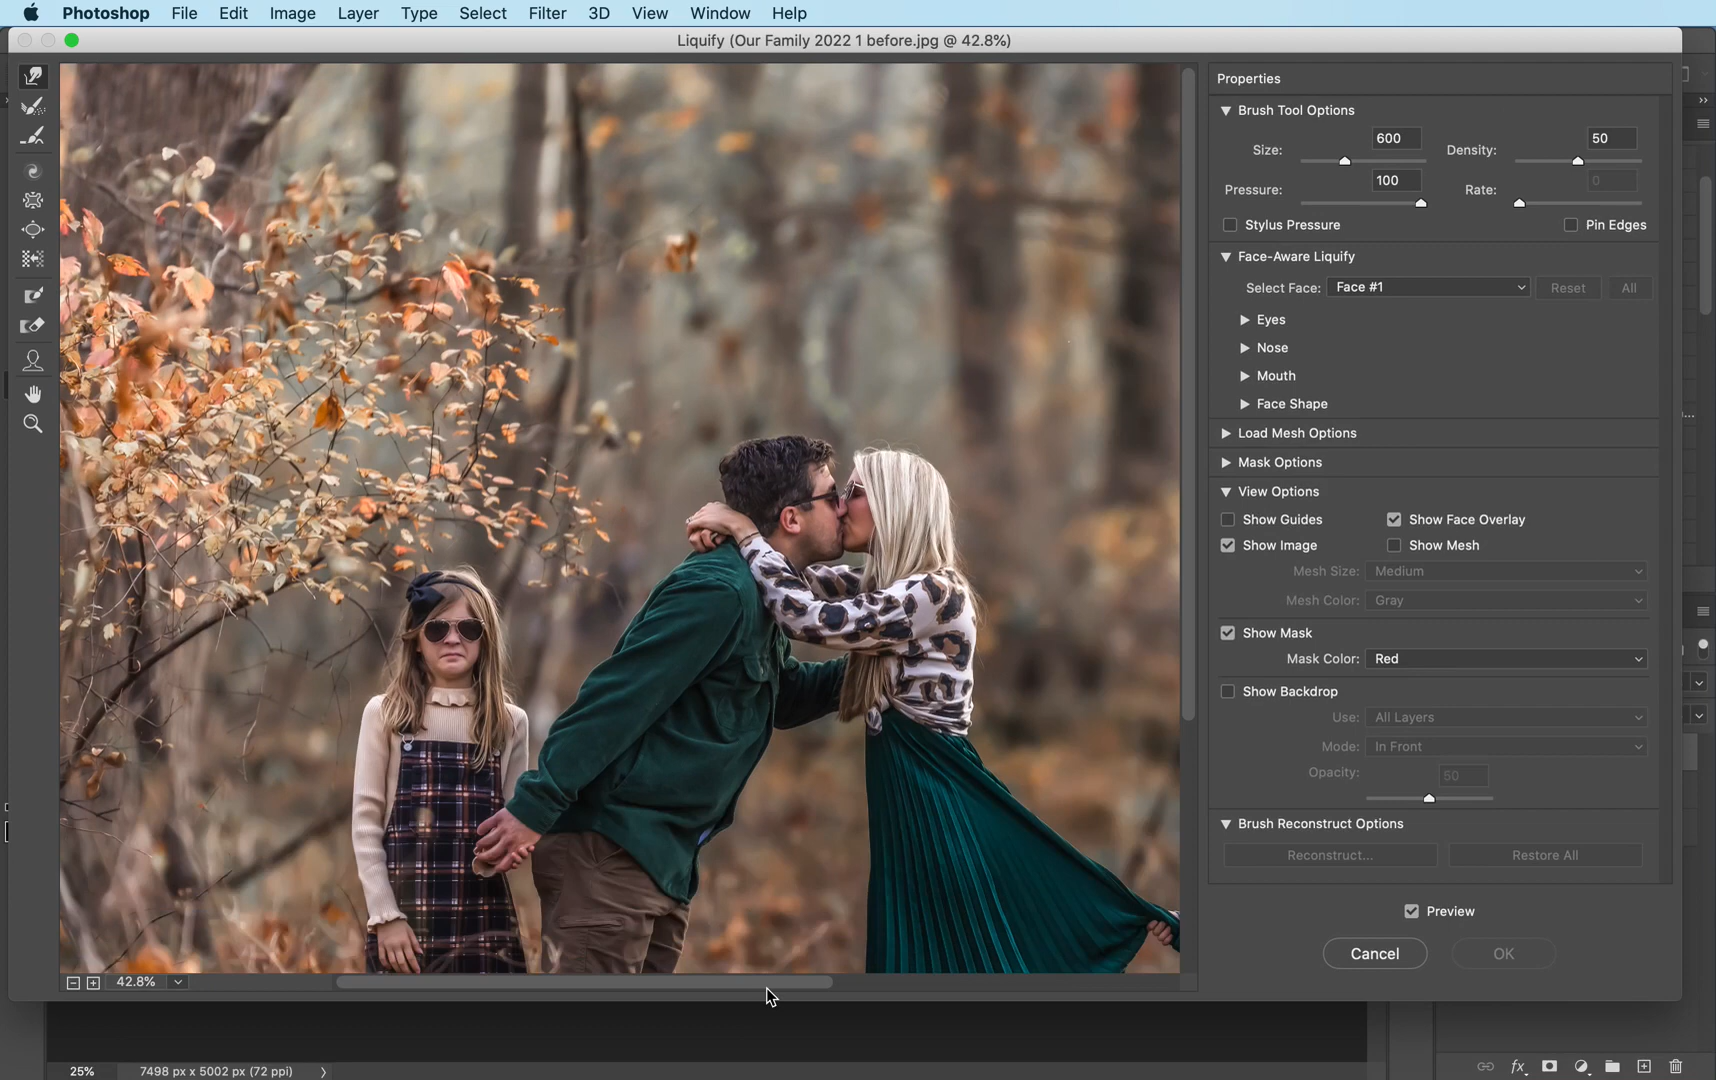 Photoshop File Edit Image Layer Type Select Filter 3D View Window Help
Liquify (Our Family 2022 1 before.jpg @ 42.8%)
Properties
Brush Tool Options
Size: 600 Density: 50
Pressure: 100 Rate: 0
Stylus Pressure Pin Edges
Face-Aware Liquify
Select Face: Face #1 Reset All
Eyes
Nose
Mouth
Face Shape
Load Mesh Options
Mask Options
View Options
Show Guides Show Face Overlay
Show Image Show Mesh
Mesh Size: Medium
Mesh Color: Gray
Show Mask
Mask Color: Red
Show Backdrop
Use: All Layers
Mode: In Front
Opacity: 50
Brush Reconstruct Options
Reconstruct... Restore All
Preview
Cancel OK
42.8%
25% 7498 px x 5002 px (72 ppi)
fx